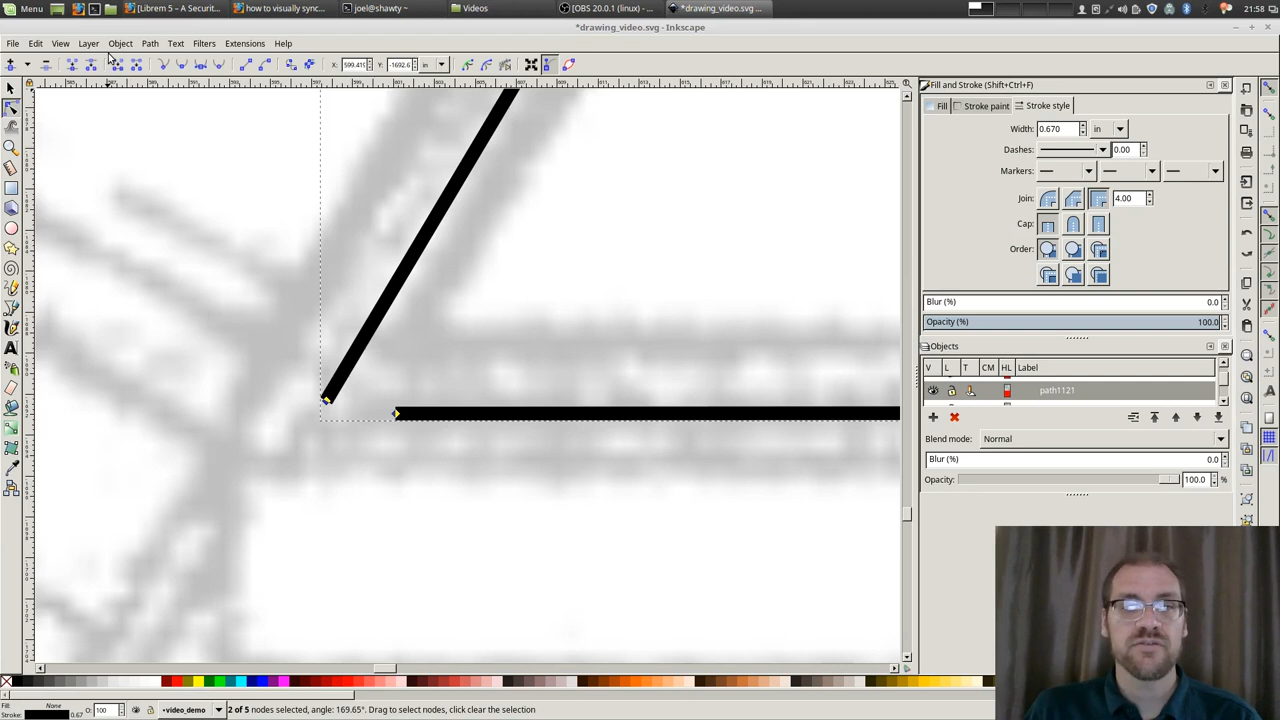 Menu
[Librem 5 – A Securit...
how to visually sync...
joel@shawty ~
Videos
[OBS 20.0.1 (linux) - ...
*drawing_video.svg ...
21:58
*drawing_video.svg - Inkscape
File Edit View Layer Object Path Text Filters Extensions Help
X: 599.419 Y: -1692.6 in
Fill and Stroke (Shift+Ctrl+F)
Fill Stroke paint Stroke style
Width: 0.670 in
Dashes: 0.00
Markers:
Join: 4.00
Cap:
Order:
Blur (%) 0.0
Opacity (%) 100.0
Objects
V L T CM HL Label
path1121
Blend mode: Normal
Blur (%) 0.0
Opacity: 100.0 %
Fill: None
Stroke: 0.67
O: 100
•video_demo
2 of 5 nodes selected, angle: 169.65°. Drag to select nodes, click clear the selection